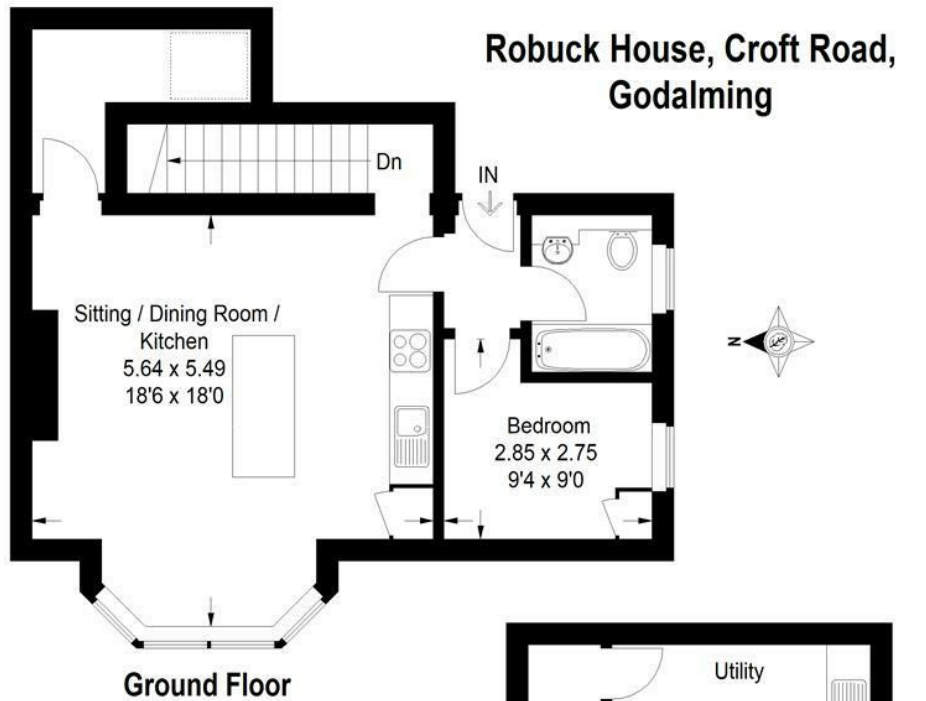 Robuck House, Croft Road,
Godalming
Dn
IN
Sitting / Dining Room /
Kitchen
5.64 x 5.49
18'6 x 18'0
N
Bedroom
2.85 x 2.75
9'4 x 9'0
Ground Floor
Utility